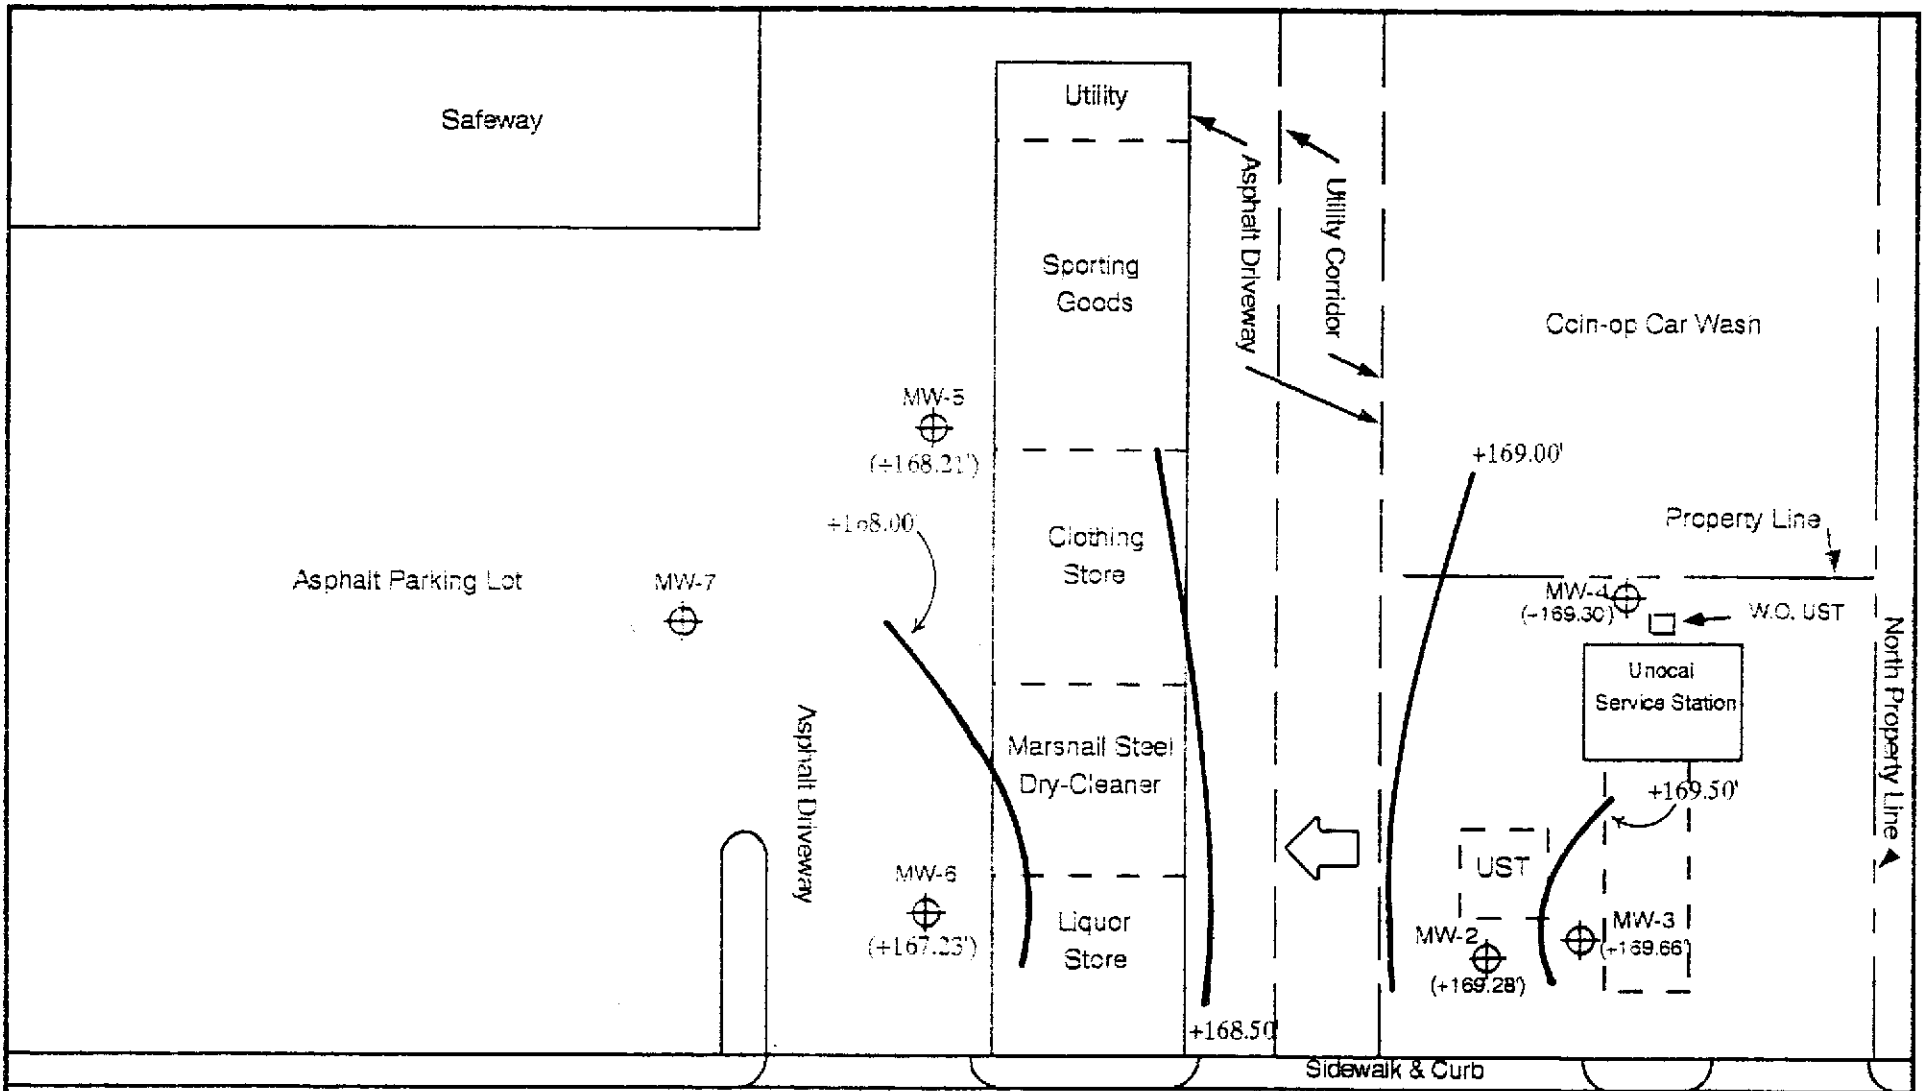 Safeway
Utility
Sporting
Goods
Asphalt Driveway
Utility Corridor
Coin-op Car Wash
MW-5
(+168.21')
+169.00'
+168.00'
Clothing
Store
Property Line
Asphalt Parking Lot
MW-7
MW-4
(+169.30')
W.O. UST
North Property Line
Unocal
Service Station
Asphalt Driveway
Marshall Steel
Dry-Cleaner
+169.50'
UST
MW-6
(+167.23')
Liquor
Store
MW-2
(+169.28')
MW-3
(+169.66')
+168.50'
Sidewalk & Curb